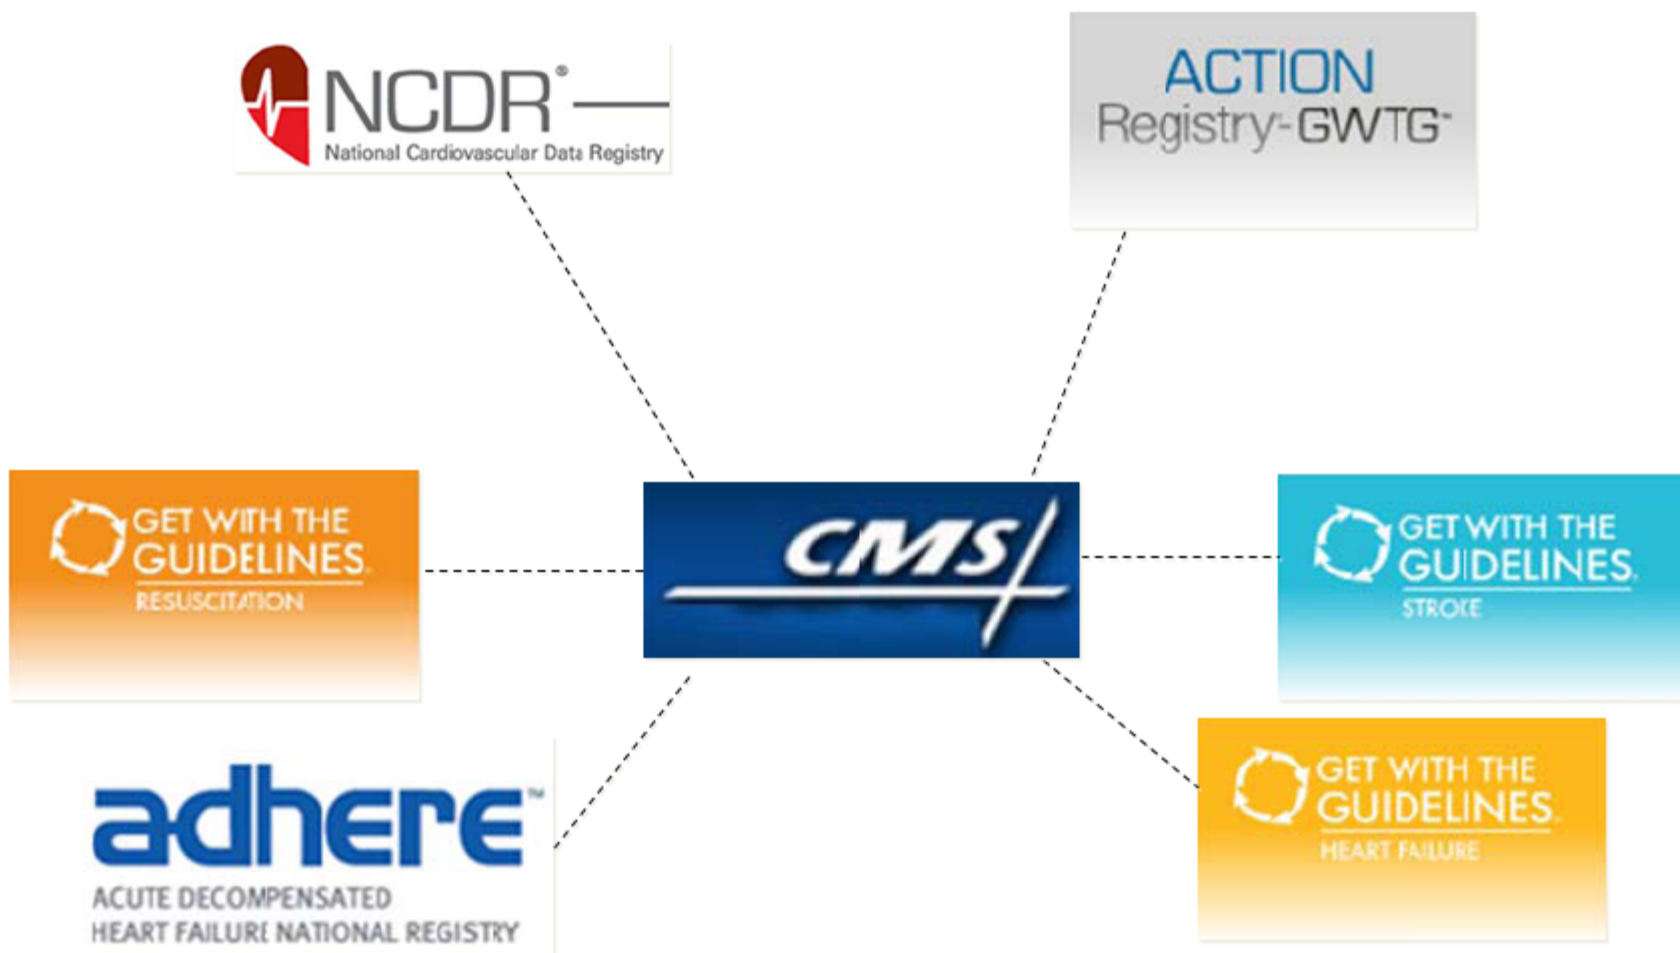 NCDR®
National Cardiovascular Data Registry
ACTION
Registry-GWTG™
GET WITH THE
GUIDELINES.
RESUSCITATION
CMS
GET WITH THE
GUIDELINES.
STROKE
adhere™
ACUTE DECOMPENSATED
HEART FAILURE NATIONAL REGISTRY
GET WITH THE
GUIDELINES.
HEART FAILURE